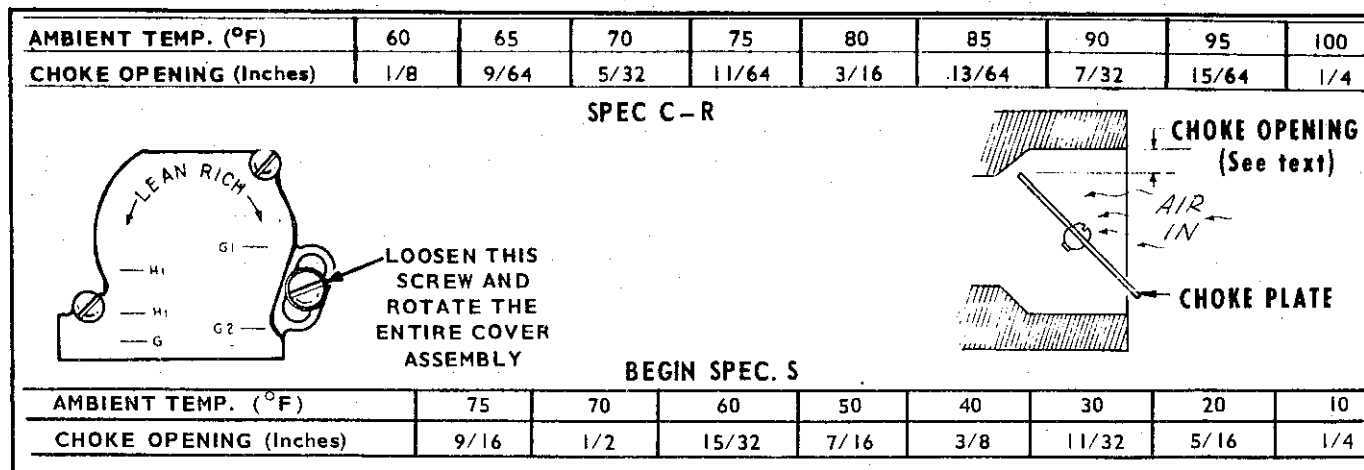 AMBIENT TEMP. (°F) 60 65 70 75 80 85 90 95 100
CHOKE OPENING (Inches) 1/8 9/64 5/32 11/64 3/16 13/64 7/32 15/64 1/4
SPEC C-R
LEAN RICH
G1
H1
H1
G2
G
LOOSEN THIS
SCREW AND
ROTATE THE
ENTIRE COVER
ASSEMBLY
CHOKE OPENING
(See text)
AIR
IN
CHOKE PLATE
BEGIN SPEC. S
AMBIENT TEMP. (°F) 75 70 60 50 40 30 20 10
CHOKE OPENING (Inches) 9/16 1/2 15/32 7/16 3/8 11/32 5/16 1/4